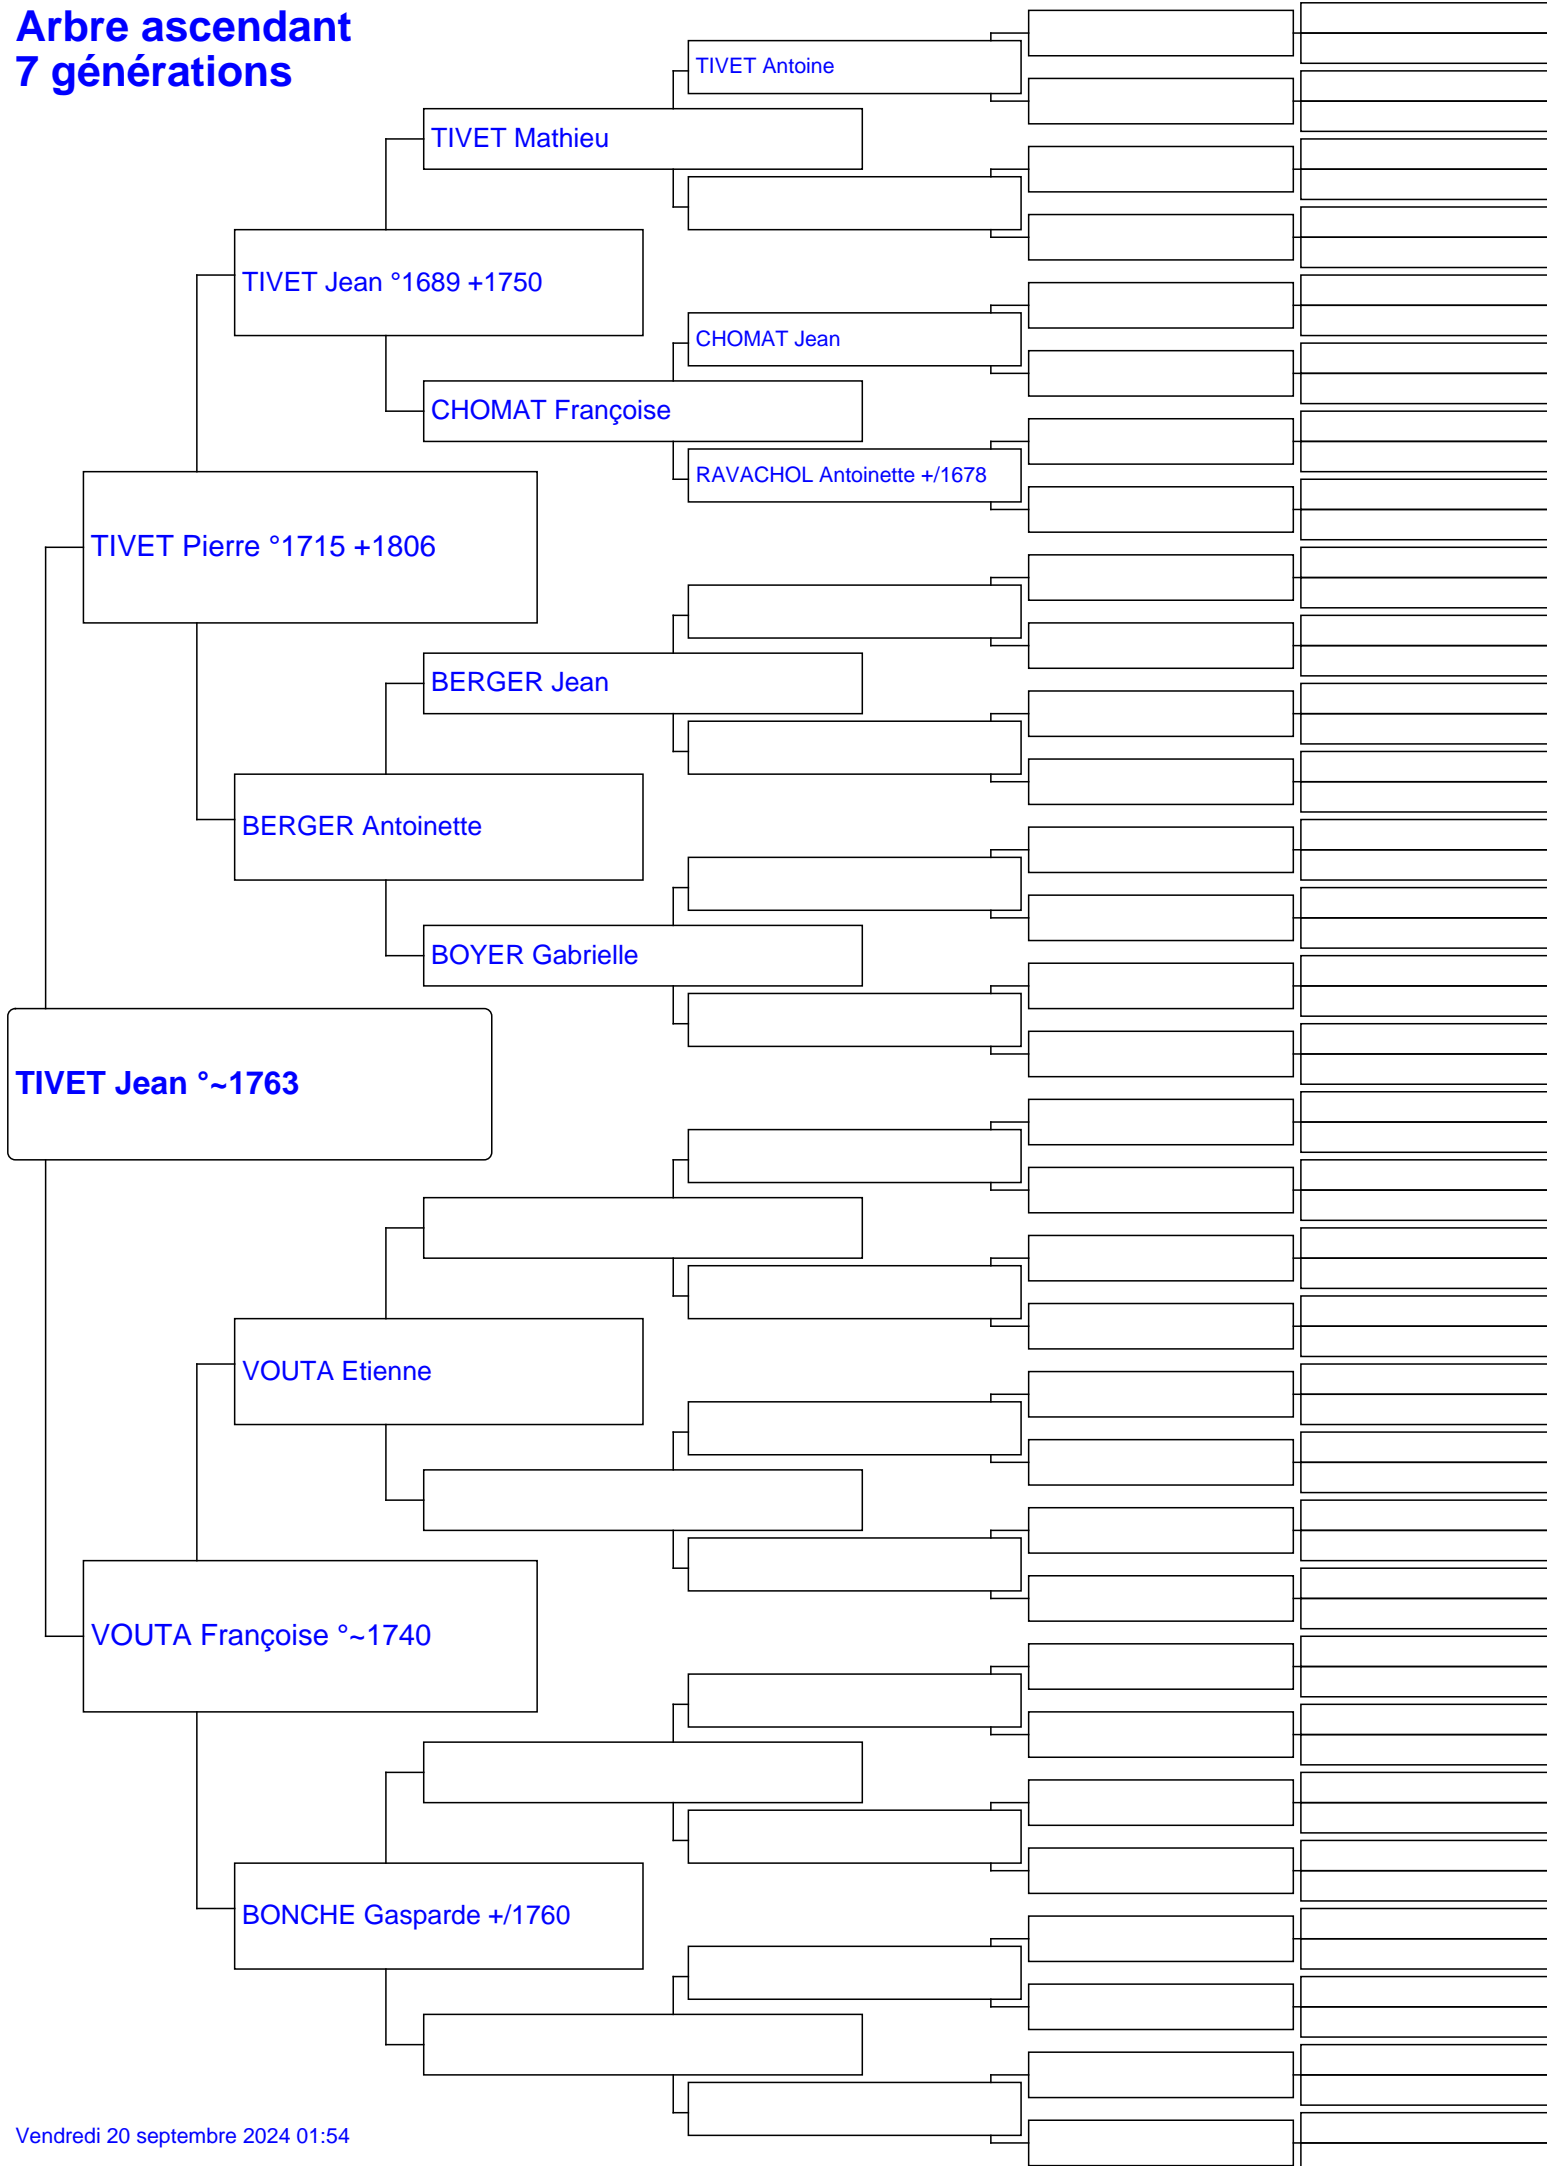 Arbre ascendant
7 générations
TIVET Antoine
TIVET Mathieu
TIVET Jean °1689 +1750
CHOMAT Jean
CHOMAT Françoise
RAVACHOL Antoinette +/1678
TIVET Pierre °1715 +1806
BERGER Jean
BERGER Antoinette
BOYER Gabrielle
TIVET Jean °~1763
VOUTA Etienne
VOUTA Françoise °~1740
BONCHE Gasparde +/1760
Vendredi 20 septembre 2024 01:54